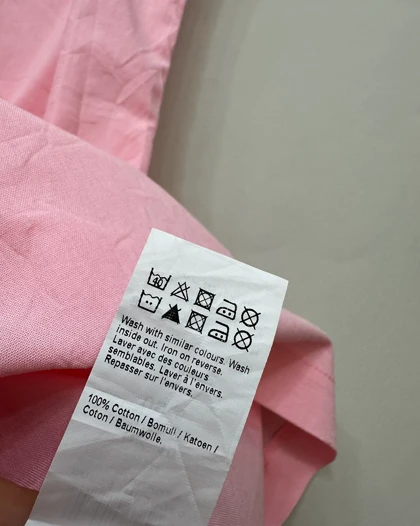 40
Wash with similar colours. Wash
inside out. Iron on reverse.
Laver avec des couleurs
semblables. Laver à l'envers.
Repasser sur l'envers.
100% Cotton / Bomull / Katoen /
Coton / Baumwolle.